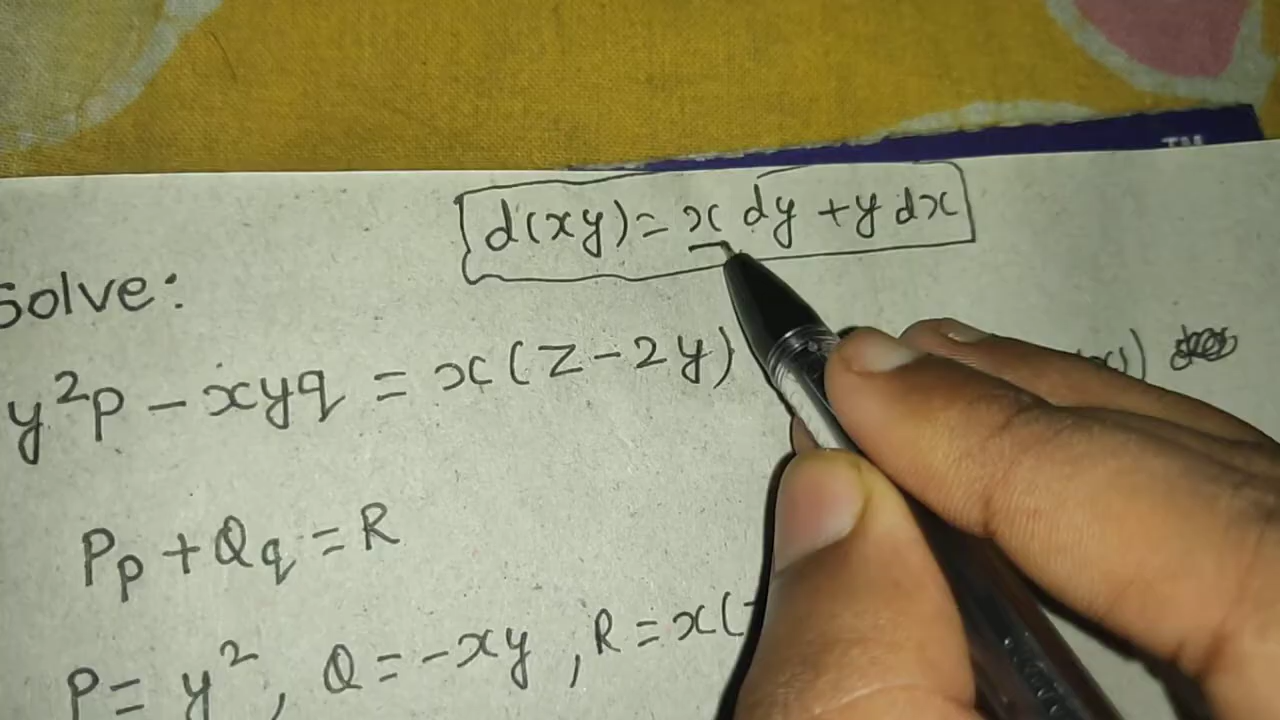 d(xy) = x dy + y dx
Solve:
y²p - xyq = x(z-2y)
Pp + Qq = R
P = y², Q = -xy, R = x(